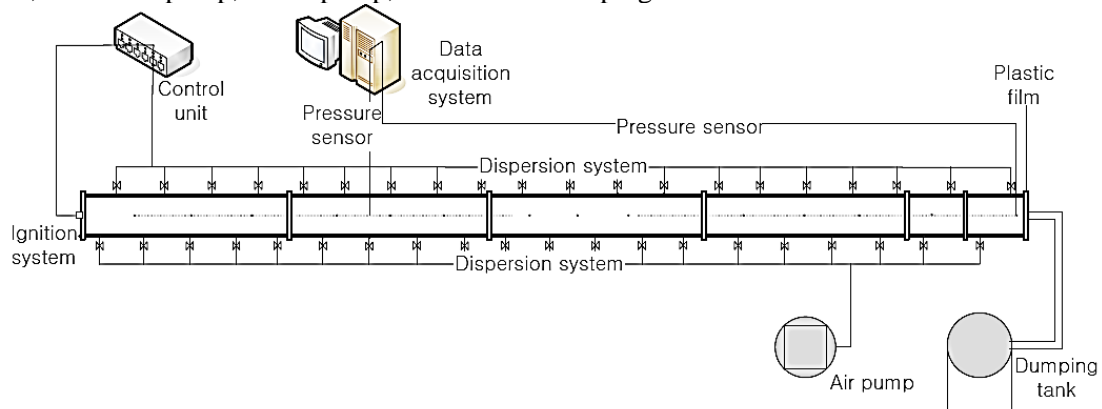 Control
unit
Data
acquisition
system
Pressure
sensor
Plastic
film
Pressure sensor
Dispersion system
Ignition
system
Dispersion system
Air pump
Dumping
tank